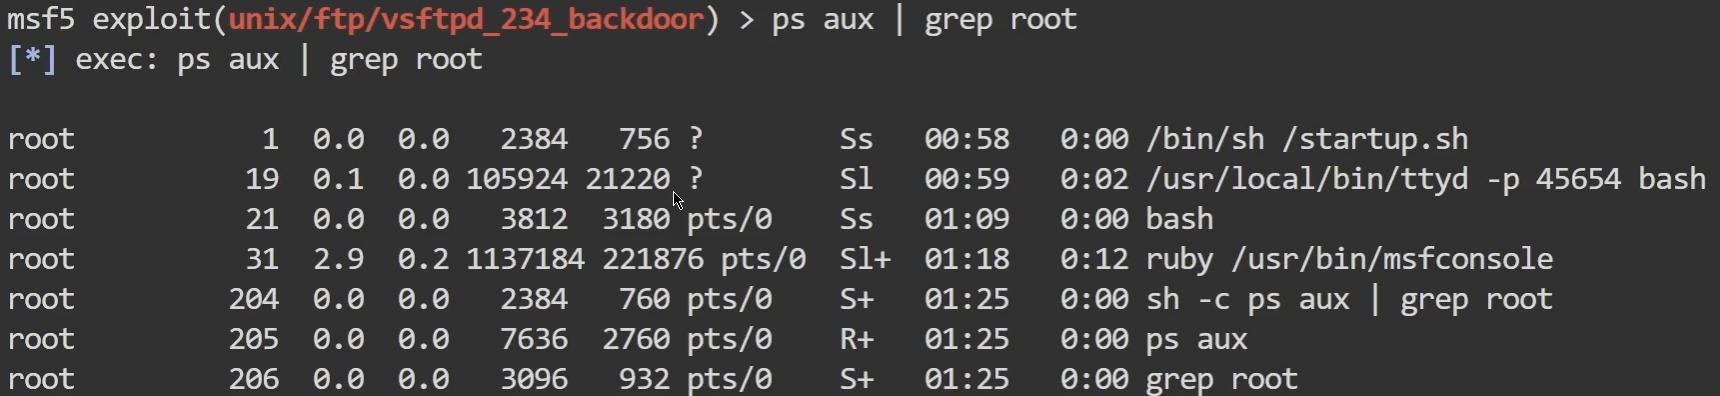 msf5 exploit(unix/ftp/vsftpd_234_backdoor) > ps aux | grep root
[*] exec: ps aux | grep root
root 1 0.0 0.0 2384 756 ? Ss 00:58 0:00 /bin/sh /startup.sh
root 19 0.1 0.0 105924 21220 ? Sl 00:59 0:02 /usr/local/bin/ttyd -p 45654 bash
root 21 0.0 0.0 3812 3180 pts/0 Ss 01:09 0:00 bash
root 31 2.9 0.2 1137184 221876 pts/0 Sl+ 01:18 0:12 ruby /usr/bin/msfconsole
root 204 0.0 0.0 2384 760 pts/0 S+ 01:25 0:00 sh -c ps aux | grep root
root 205 0.0 0.0 7636 2760 pts/0 R+ 01:25 0:00 ps aux
root 206 0.0 0.0 3096 932 pts/0 S+ 01:25 0:00 grep root